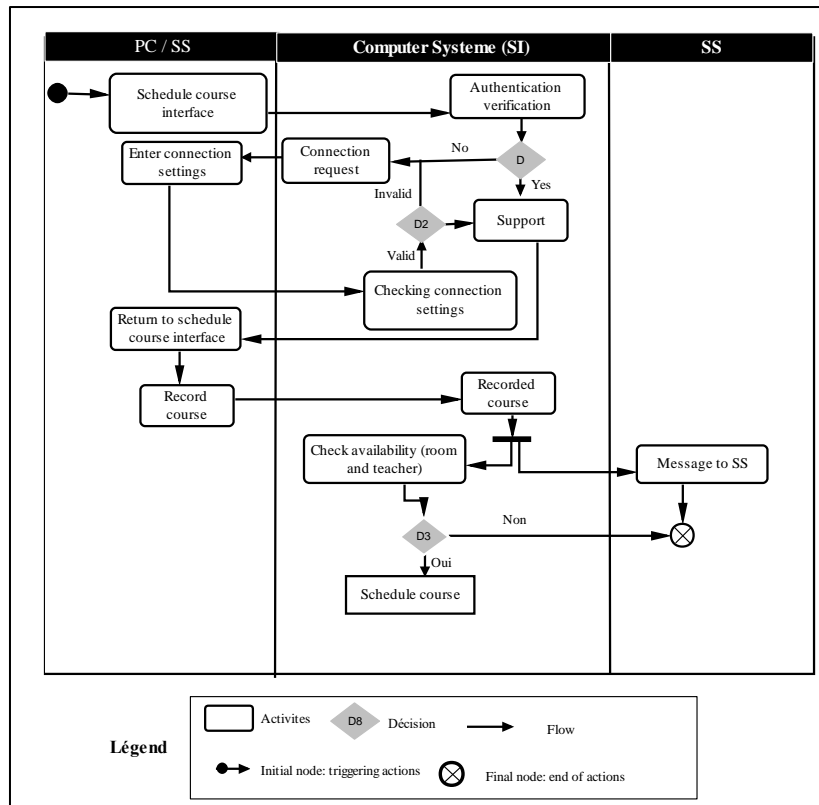 PC / SS
Computer Systeme (SI)
SS
Schedule course
interface
Authentication
verification
Enter connection
settings
Connection
request
No
D
Invalid
Yes
D2
Support
Valid
Checking connection
settings
Return to schedule
course interface
Record
course
Recorded
course
Check availability (room
and teacher)
Message to SS
D3
Non
Oui
Schedule course
Activites
D8
Décision
Flow
Légend
Initial node: triggering actions
Final node: end of actions